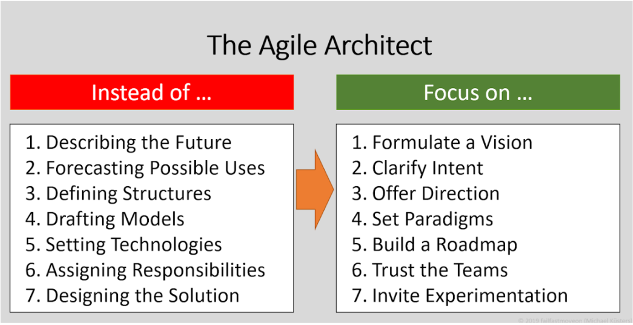 The Agile Architect
Instead of ...
1. Describing the Future
2. Forecasting Possible Uses
3. Defining Structures
4. Drafting Models
5. Setting Technologies
6. Assigning Responsibilities
7. Designing the Solution
Focus on ...
1. Formulate a Vision
2. Clarify Intent
3. Offer Direction
4. Set Paradigms
5. Build a Roadmap
6. Trust the Teams
7. Invite Experimentation